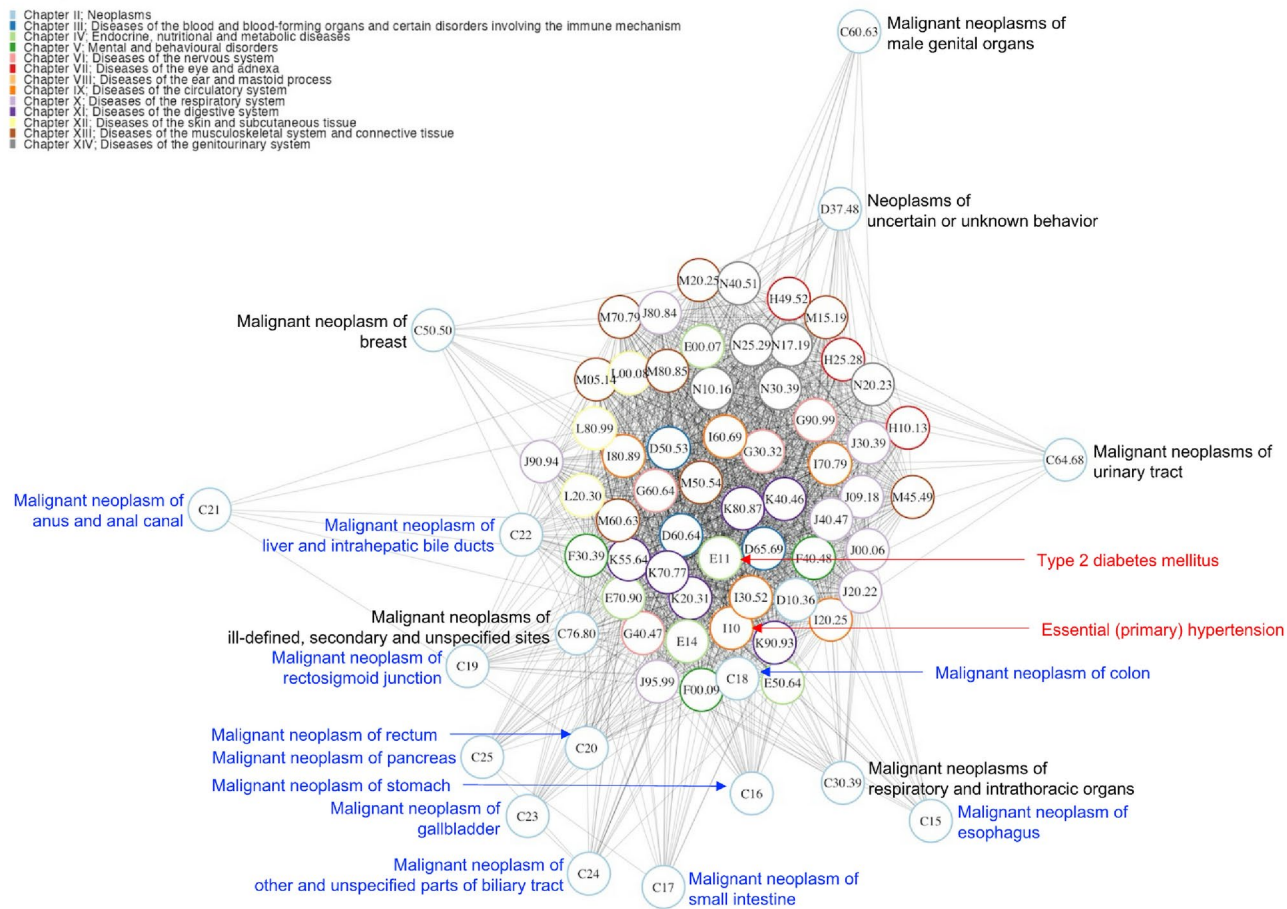 Chapter II; Neoplasms
Chapter III; Diseases of the blood and blood-forming organs and certain disorders involving the immune mechanism
Chapter IV; Endocrine, nutritional and metabolic diseases
Chapter V; Mental and behavioural disorders
Chapter VI; Diseases of the nervous system
Chapter VII; Diseases of the eye and adnexa
Chapter VIII; Diseases of the ear and mastoid process
Chapter IX; Diseases of the circulatory system
Chapter X; Diseases of the respiratory system
Chapter XI; Diseases of the digestive system
Chapter XII; Diseases of the skin and subcutaneous tissue
Chapter XIII; Diseases of the musculoskeletal system and connective tissue
Chapter XIV; Diseases of the genitourinary system
C60.63
Malignant neoplasms of
male genital organs
D37.48
Neoplasms of
uncertain or unknown behavior
M20.25
N40.51
H49.52
M70.79
J80.84
M15.19
Malignant neoplasm of
breast
C50.50
E00.07
N25.29
N17.19
H25.28
M05.14
L00.08
M80.85
N10.16
N30.39
N20.23
L80.99
I80.89
D50.53
I60.69
G30.32
G90.99
J30.39
H10.13
J90.94
I70.79
C64.68
Malignant neoplasms of
urinary tract
Malignant neoplasm of
anus and anal canal
C21
L20.30
G60.64
M50.54
K80.87
K40.46
J09.18
M45.49
Malignant neoplasm of
liver and intrahepatic bile ducts
C22
M60.63
D60.64
J40.47
F30.39
K55.64
K70.77
E11
D65.69
F40.48
J00.06
Type 2 diabetes mellitus
E70.90
K20.31
I30.52
D10.36
J20.22
I20.25
Malignant neoplasms of
ill-defined, secondary and unspecified sites
C76.80
G40.47
E14
I10
K90.93
Essential (primary) hypertension
Malignant neoplasm of
rectosigmoid junction
C19
J95.99
F00.09
C18
E50.64
Malignant neoplasm of colon
Malignant neoplasm of rectum
C20
Malignant neoplasm of pancreas
C25
Malignant neoplasm of stomach
C16
C30.39
Malignant neoplasms of
respiratory and intrathoracic organs
Malignant neoplasm of
gallbladder
C23
C15
Malignant neoplasm of
esophagus
Malignant neoplasm of
other and unspecified parts of biliary tract
C24
C17
Malignant neoplasm of
small intestine